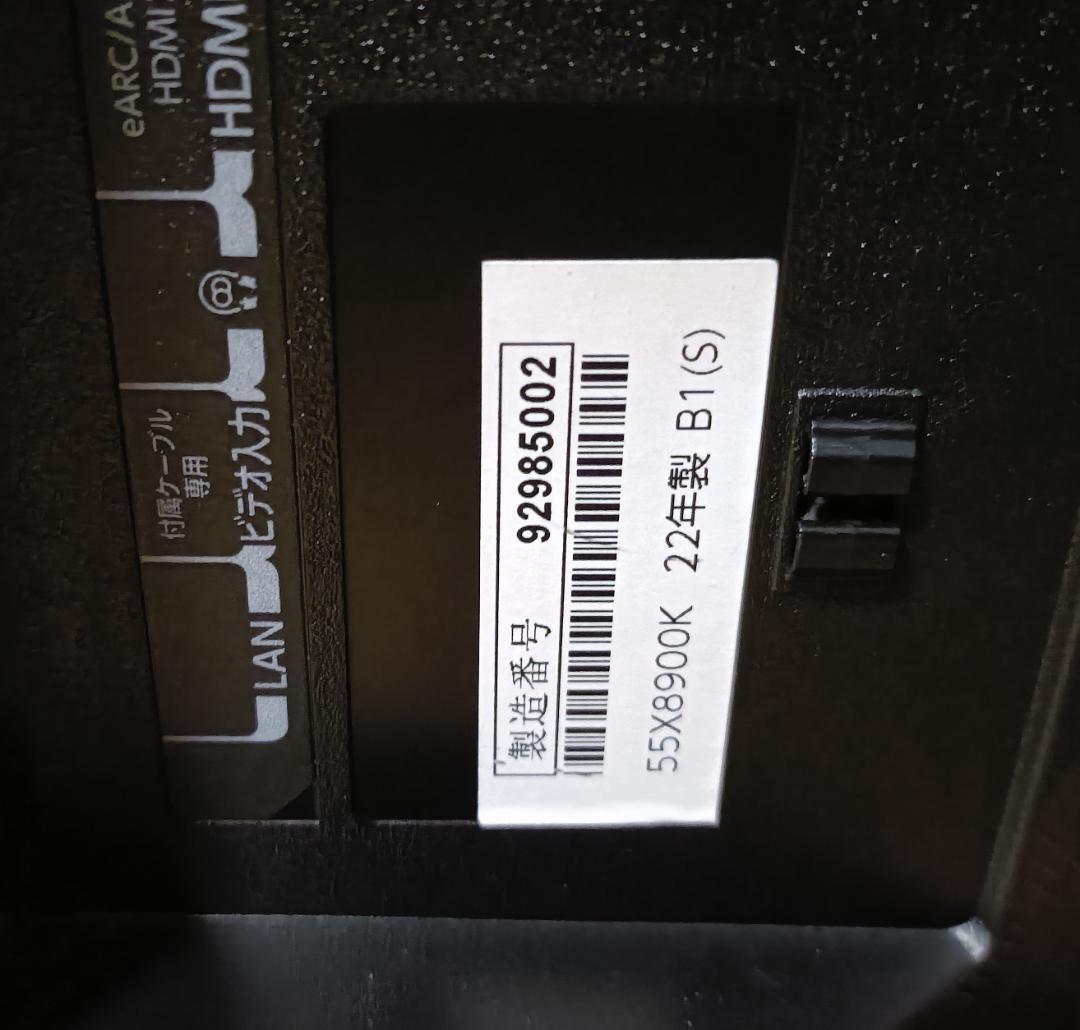 eARC/A
HDMI
HDMI
付属ケーブル
専用
ビデオ入力
LAN
製造番号 92985002
55X8900K 22年製 B1(S)